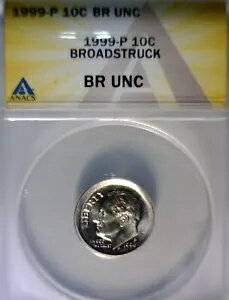 1999-P 10C BR UNC
ANACS
1999-P 10C
BROADSTRUCK
BR UNC
LIBERTY